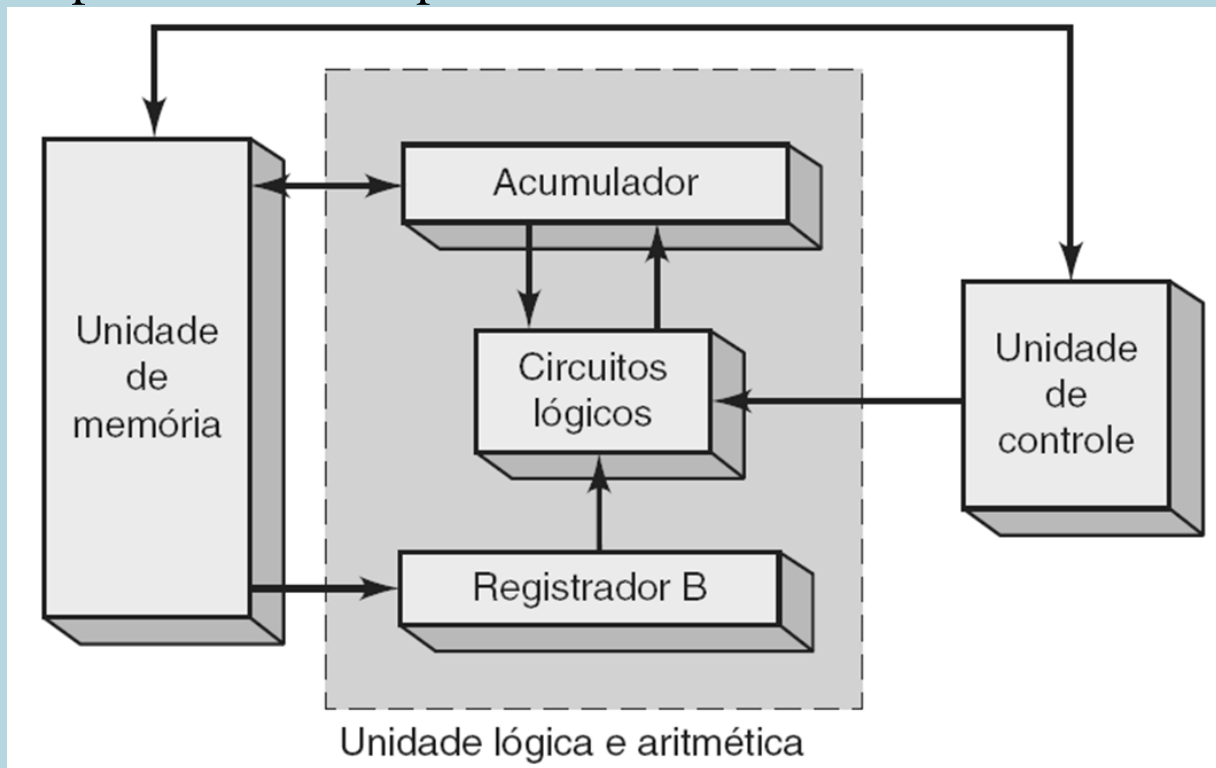 Acumulador
Unidade
de
memória
Circuitos
lógicos
Unidade
de
controle
Registrador B
Unidade lógica e aritmética